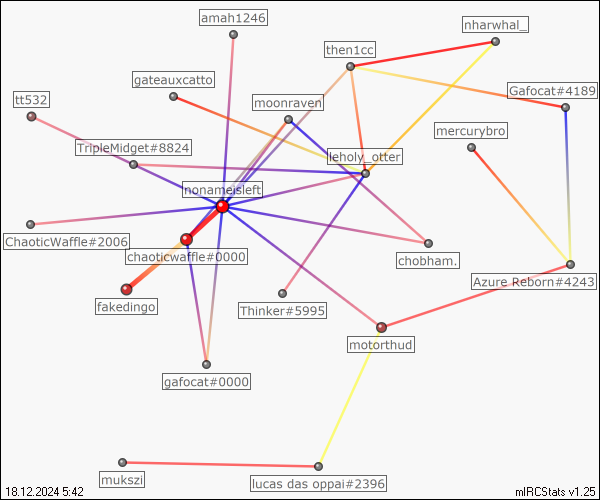 amah1246
nharwhal_
then1cc
gateauxcatto
Gafocat#4189
tt532
moonraven
mercurybro
TripleMidget#8824
leholy_otter
nonameisleft
ChaoticWaffle#2006
chaoticwaffle#0000
chobham.
Azure Reborn#4243
fakedingo
Thinker#5995
motorthud
gafocat#0000
mukszi
lucas das oppai#2396
18.12.2024 5:42
mIRCStats v1.25